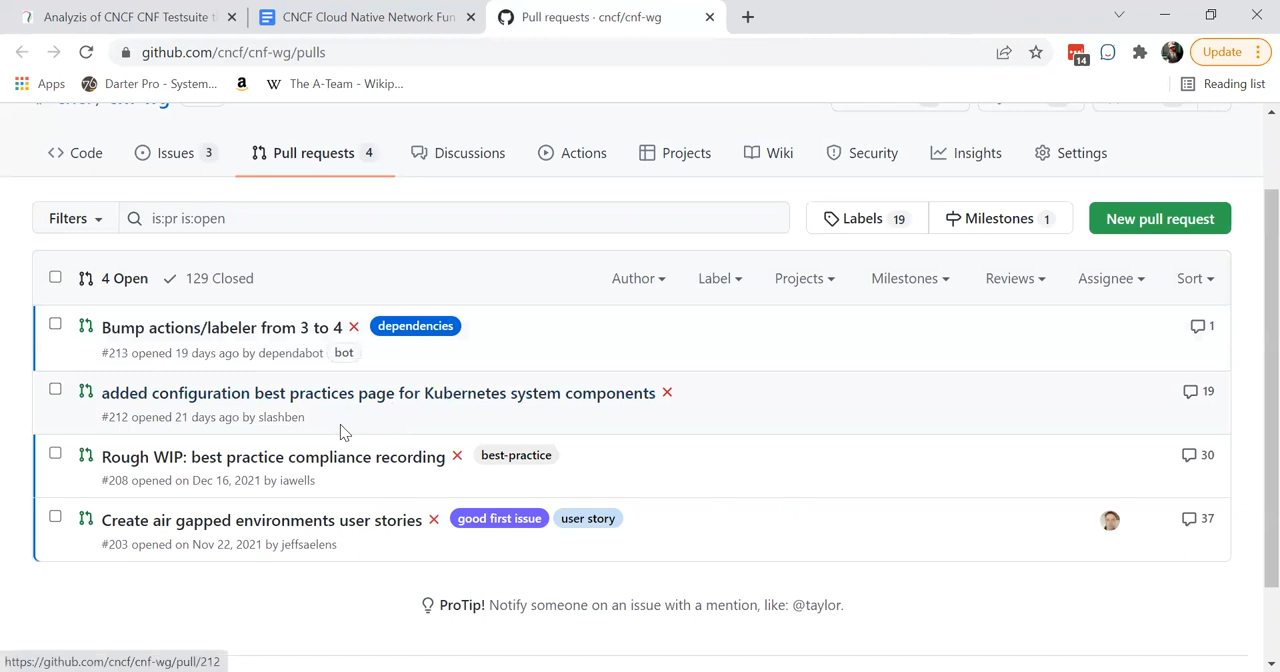 Analyzis of CNCF CNF Testsuite t
CNCF Cloud Native Network Fun
Pull requests · cncf/cnf-wg
github.com/cncf/cnf-wg/pulls
14
Update
Apps
Darter Pro - System...
The A-Team - Wikip...
Reading list
cncf / cnf-wg
Code
Issues 3
Pull requests 4
Discussions
Actions
Projects
Wiki
Security
Insights
Settings
Filters
is:pr is:open
Labels 19
Milestones 1
New pull request
4 Open
129 Closed
Author
Label
Projects
Milestones
Reviews
Assignee
Sort
Bump actions/labeler from 3 to 4
dependencies
1
#213 opened 19 days ago by dependabot bot
added configuration best practices page for Kubernetes system components
19
#212 opened 21 days ago by slashben
Rough WIP: best practice compliance recording
best-practice
30
#208 opened on Dec 16, 2021 by iawells
Create air gapped environments user stories
good first issue
user story
37
#203 opened on Nov 22, 2021 by jeffsaelens
ProTip! Notify someone on an issue with a mention, like: @taylor.
https://github.com/cncf/cnf-wg/pull/212